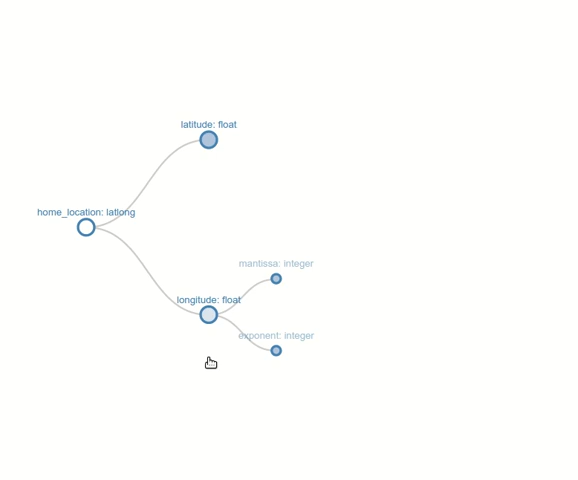 latitude: float
home_location: latlong
mantissa: integer
longitude: float
exponent: integer